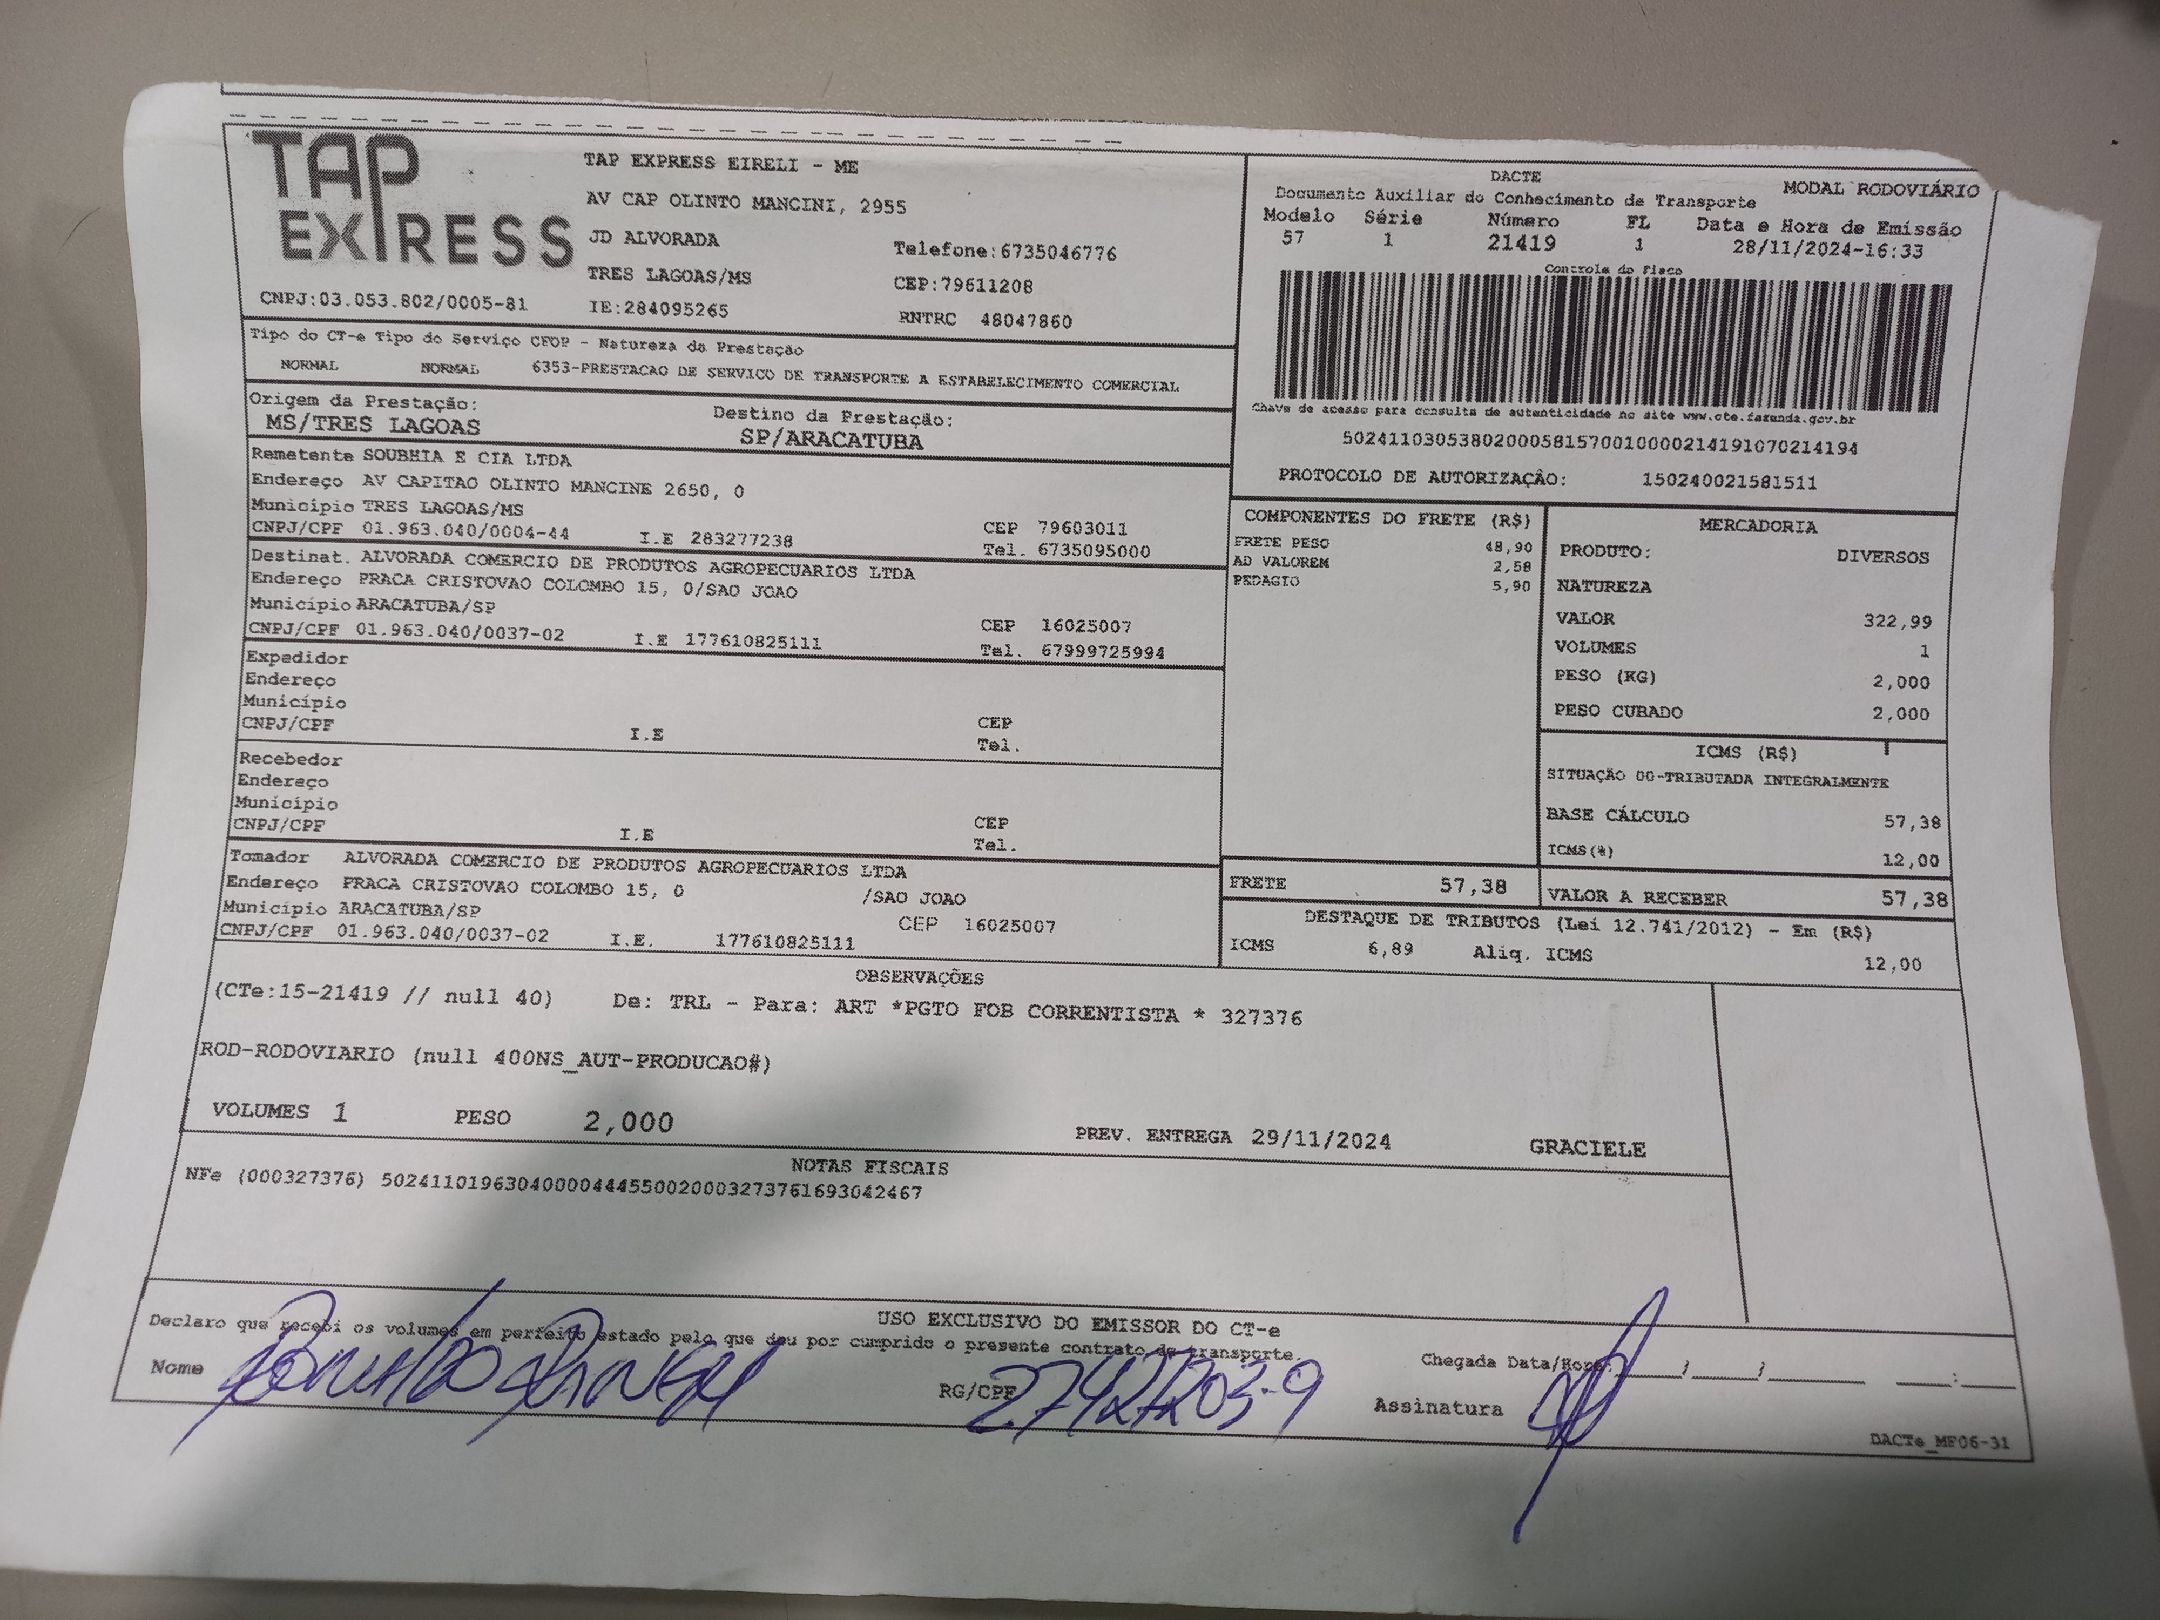 TAP
EXPRESS
TAP EXPRESS EIRELI - ME
AV CAP OLINTO MANCINI, 2955
JD ALVORADA
Telefone:6735046776
TRES LAGOAS/MS
CEP:79611208
CNPJ:03.053.802/0005-81
IE:284095265
RNTRC 48047860
DACTE
MODAL RODOVIÁRIO
Documento Auxiliar do Conhecimento de Transporte
Modelo Série Número FL Data e Hora de Emissão
57 1 21419 1 28/11/2024-16:33
Controle do Fisco
Chave de acesso para consulta de autenticidade no site www.cte.fazenda.gov.br
50241103053802000581570010000214191070214194
PROTOCOLO DE AUTORIZAÇÃO: 150240021581511
Tipo do CT-e Tipo do Serviço CFOP - Natureza da Prestação
NORMAL NORMAL 6353-PRESTACAO DE SERVICO DE TRANSPORTE A ESTABELECIMENTO COMERCIAL
Origem da Prestação: Destino da Prestação:
MS/TRES LAGOAS SP/ARACATUBA
Remetente SOUBHIA E CIA LTDA
Endereço AV CAPITAO OLINTO MANCINE 2650, 0
Município TRES LAGOAS/MS
CNPJ/CPF 01.963.040/0004-44 I.E 283277238
CEP 79603011
Tel. 6735095000
Destinat. ALVORADA COMERCIO DE PRODUTOS AGROPECUARIOS LTDA
Endereço PRACA CRISTOVAO COLOMBO 15, 0/SAO JOAO
Município ARACATUBA/SP
CNPJ/CPF 01.963.040/0037-02 I.E 177610825111
CEP 16025007
Tel. 67999725994
Expedidor
Endereço
Município
CNPJ/CPF I.E
CEP
Tel.
Recebedor
Endereço
Município
CNPJ/CPF I.E
CEP
Tel.
Tomador ALVORADA COMERCIO DE PRODUTOS AGROPECUARIOS LTDA
Endereço PRACA CRISTOVAO COLOMBO 15, 0 /SAO JOAO
Município ARACATUBA/SP CEP 16025007
CNPJ/CPF 01.963.040/0037-02 I.E. 177610825111
COMPONENTES DO FRETE (R$)
FRETE PESO 48,90
AD VALOREM 2,58
PEDAGIO 5,90
MERCADORIA
PRODUTO: DIVERSOS
NATUREZA
VALOR 322,99
VOLUMES 1
PESO (KG) 2,000
PESO CUBADO 2,000
ICMS (R$)
SITUAÇÃO 00-TRIBUTADA INTEGRALMENTE
BASE CÁLCULO 57,38
ICMS(%) 12,00
FRETE 57,38
VALOR A RECEBER 57,38
DESTAQUE DE TRIBUTOS (Lei 12.741/2012) - Em (R$)
ICMS 6,89 Aliq. ICMS 12,00
OBSERVAÇÕES
(CTe:15-21419 // null 40) De: TRL - Para: ART *PGTO FOB CORRENTISTA * 327376
ROD-RODOVIARIO (null 400NS_AUT-PRODUCAO#)
VOLUMES 1 PESO 2,000 PREV. ENTREGA 29/11/2024 GRACIELE
NOTAS FISCAIS
NFe (000327376) 50241101963040000444550020003273761693042467
USO EXCLUSIVO DO EMISSOR DO CT-e
Declaro que recebi os volumes em perfeito estado pelo que dou por cumprido o presente contrato de transporte.
Chegada Data/Hora: ____/____/______ ____:____
Nome
RG/CPF 27427203-9
Assinatura
DACTe_MF06-31